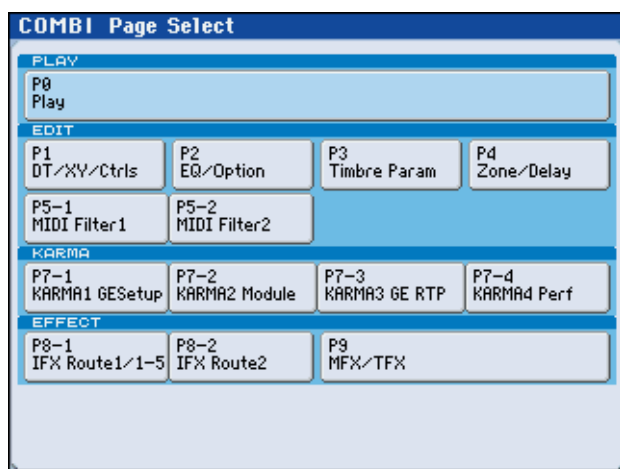 COMBI Page Select
PLAY
P0
Play
EDIT
P1
DT/XY/Ctrls
P2
EQ/Option
P3
Timbre Param
P4
Zone/Delay
P5-1
MIDI Filter1
P5-2
MIDI Filter2
KARMA
P7-1
KARMA1 GESetup
P7-2
KARMA2 Module
P7-3
KARMA3 GE RTP
P7-4
KARMA4 Perf
EFFECT
P8-1
IFX Route1/1-5
P8-2
IFX Route2
P9
MFX/TFX